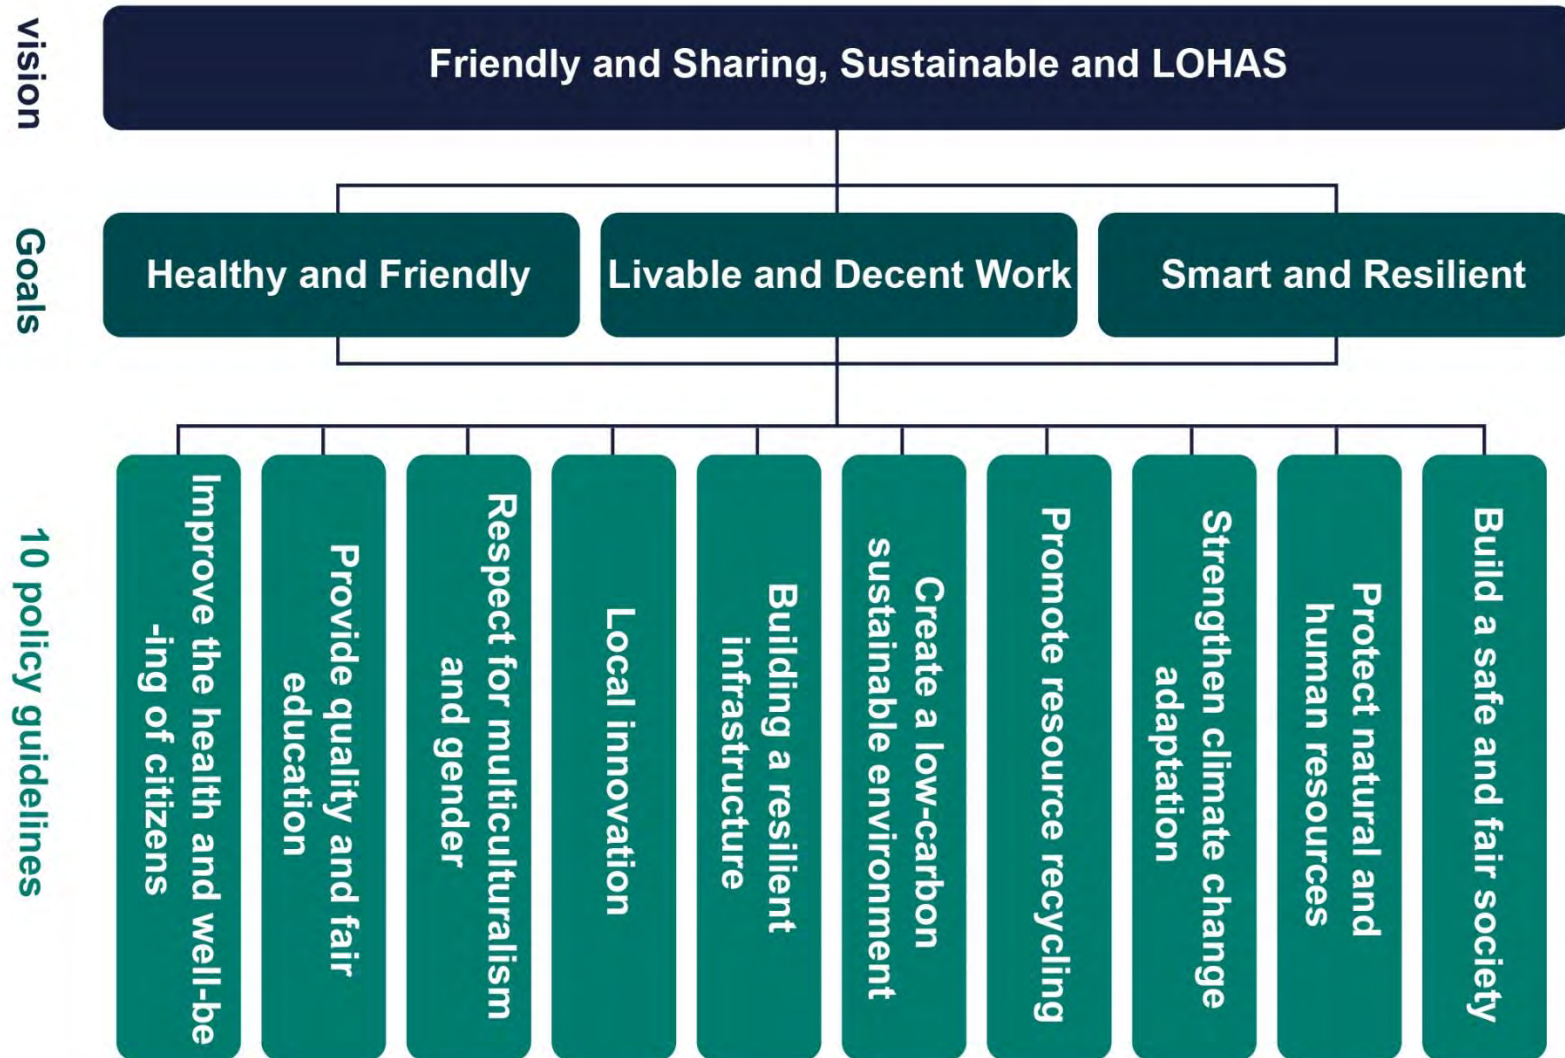 vision
Friendly and Sharing, Sustainable and LOHAS
Goals
Healthy and Friendly
Livable and Decent Work
Smart and Resilient
10 policy guidelines
Improve the health and well-be
-ing of citizens
Provide quality and fair
education
Respect for multiculturalism
and gender
Local innovation
Building a resilient
infrastructure
Create a low-carbon
sustainable environment
Promote resource recycling
Strengthen climate change
adaptation
Protect natural and
human resources
Build a safe and fair society